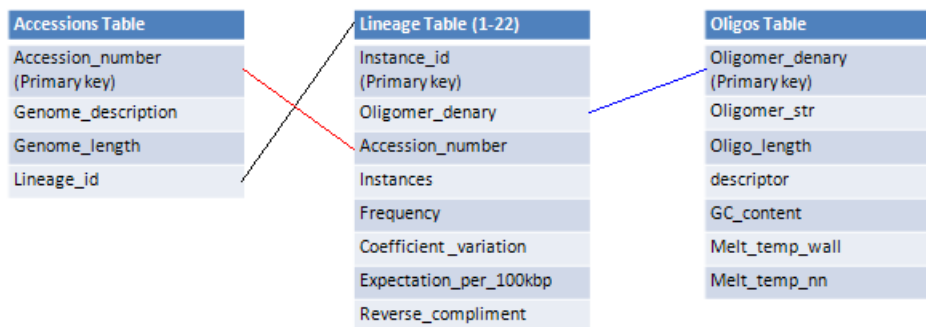 Accessions Table
Accession_number
(Primary key)
Genome_description
Genome_length
Lineage_id
Lineage Table (1-22)
Instance_id
(Primary key)
Oligomer_denary
Accession_number
Instances
Frequency
Coefficient_variation
Expectation_per_100kbp
Reverse_compliment
Oligos Table
Oligomer_denary
(Primary key)
Oligomer_str
Oligo_length
descriptor
GC_content
Melt_temp_wall
Melt_temp_nn